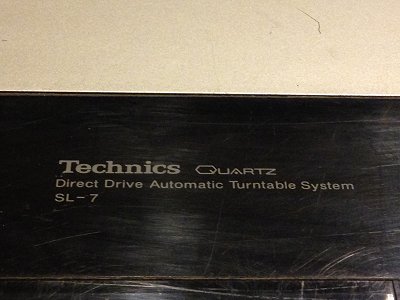 Technics QUARTZ
Direct Drive Automatic Turntable System
SL-7